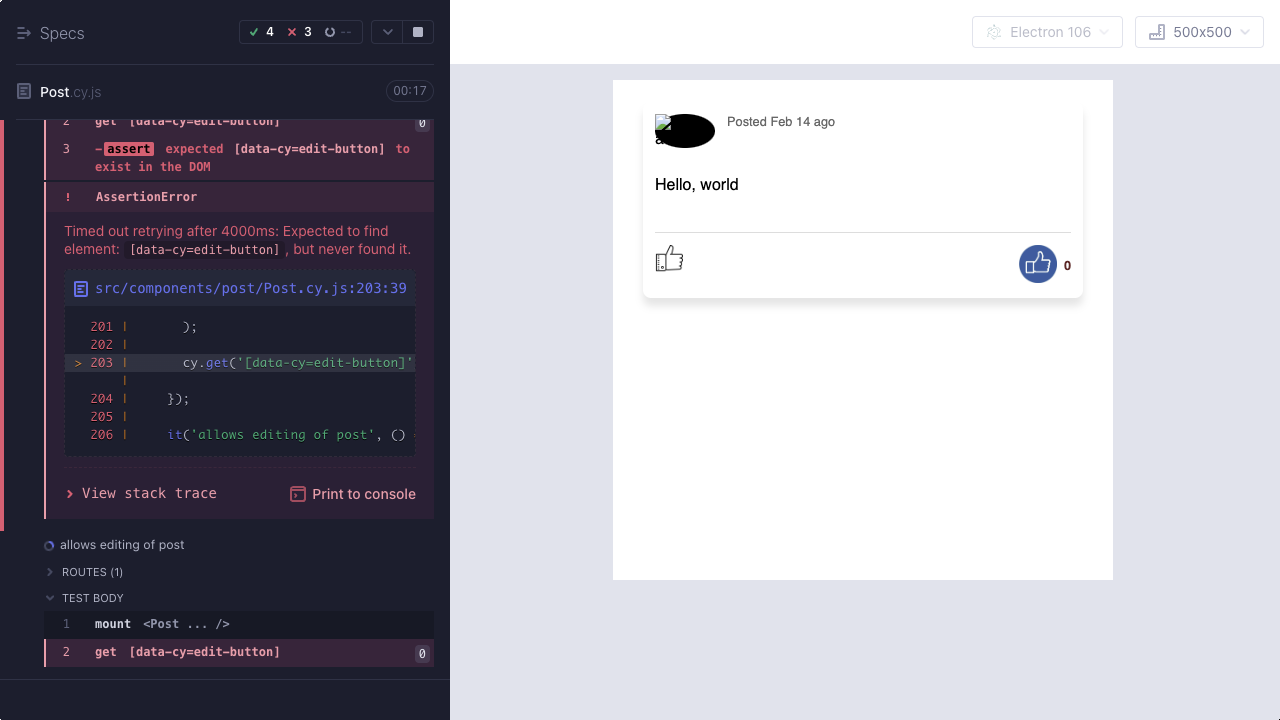 Specs
4
3
--
Electron 106
500x500
Post.cy.js
00:17
2 get [data-cy=edit-button] 0
3 -assert expected [data-cy=edit-button] to
exist in the DOM
! AssertionError
Timed out retrying after 4000ms: Expected to find
element: [data-cy=edit-button], but never found it.
src/components/post/Post.cy.js:203:39
201 | );
202 |
> 203 | cy.get('[data-cy=edit-button]'
|
204 | });
205 |
206 | it('allows editing of post', ()
View stack trace
Print to console
allows editing of post
ROUTES (1)
TEST BODY
1 mount <Post ... />
2 get [data-cy=edit-button] 0
Posted Feb 14 ago
Hello, world
0